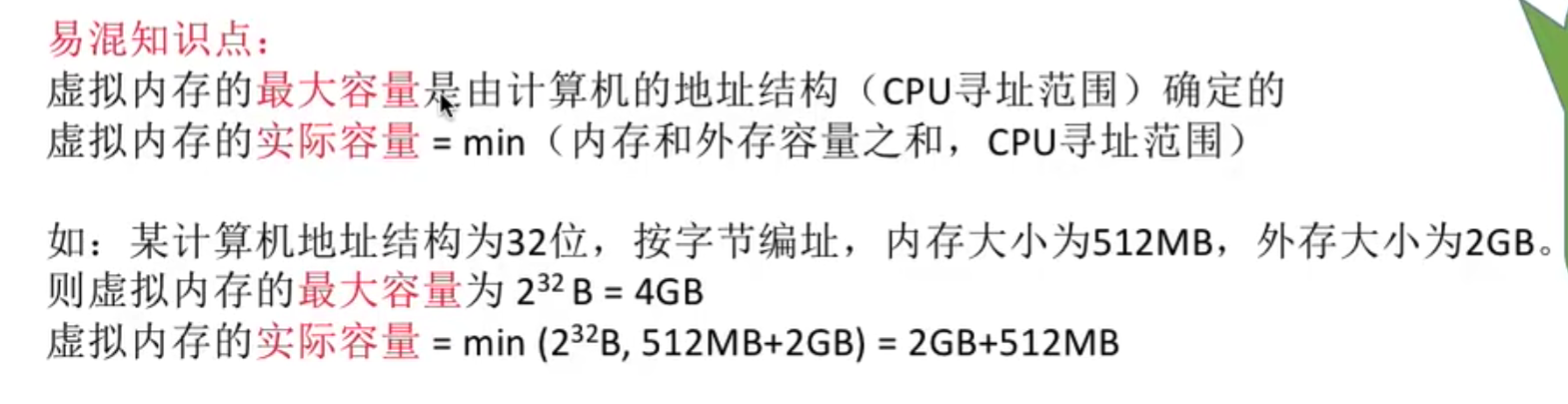 易混知识点：
虚拟内存的最大容量是由计算机的地址结构（CPU寻址范围）确定的
虚拟内存的实际容量 = min（内存和外存容量之和，CPU寻址范围）
如：某计算机地址结构为32位，按字节编址，内存大小为512MB，外存大小为2GB。
则虚拟内存的最大容量为 2³² B = 4GB
虚拟内存的实际容量 = min (2³²B, 512MB+2GB) = 2GB+512MB